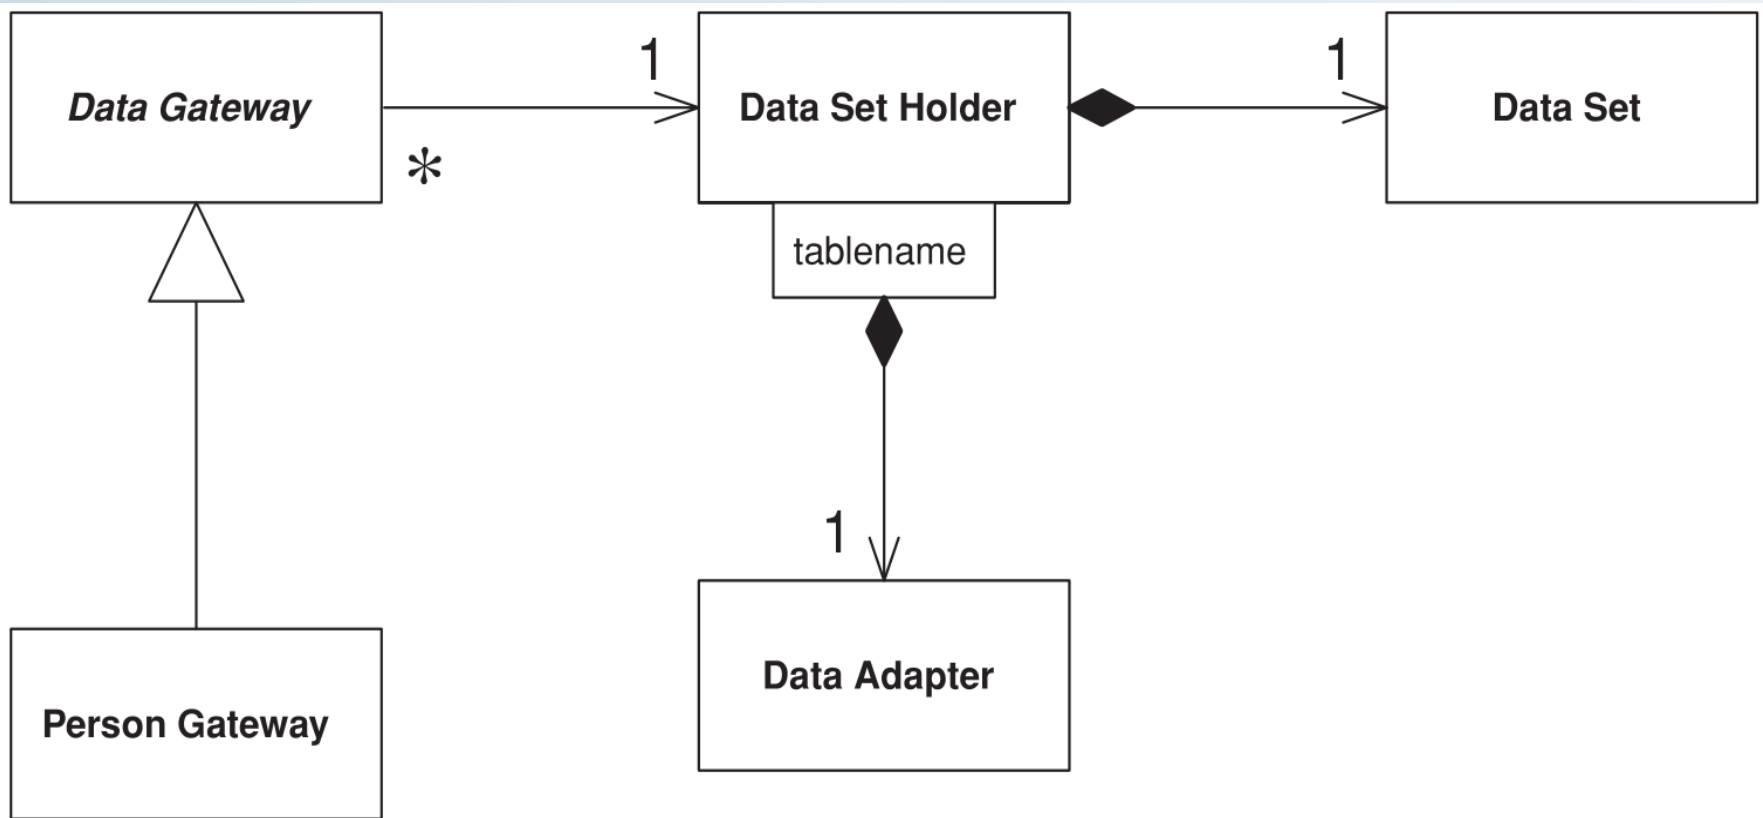 Data Gateway
1
*
Data Set Holder
1
Data Set
tablename
1
Data Adapter
Person Gateway